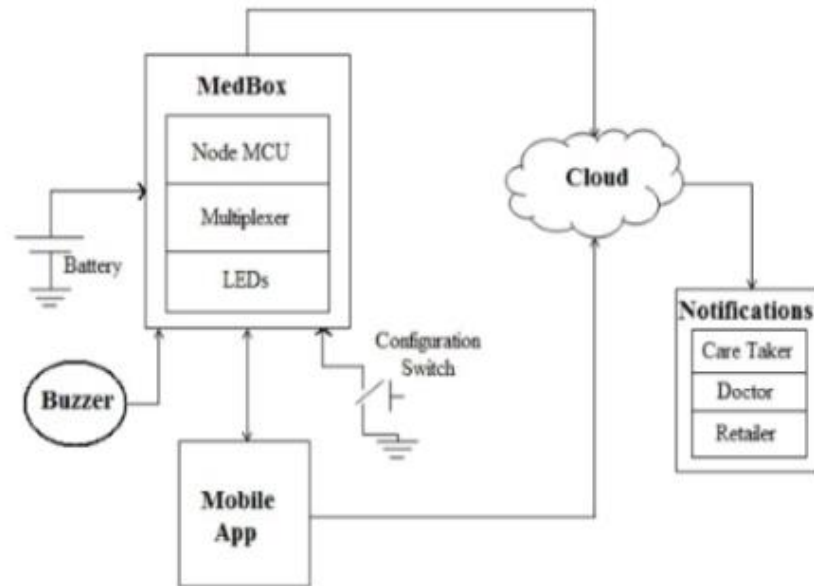 MedBox
Node MCU
Multiplexer
LEDs
Battery
Buzzer
Configuration
Switch
Mobile
App
Cloud
Notifications
Care Taker
Doctor
Retailer